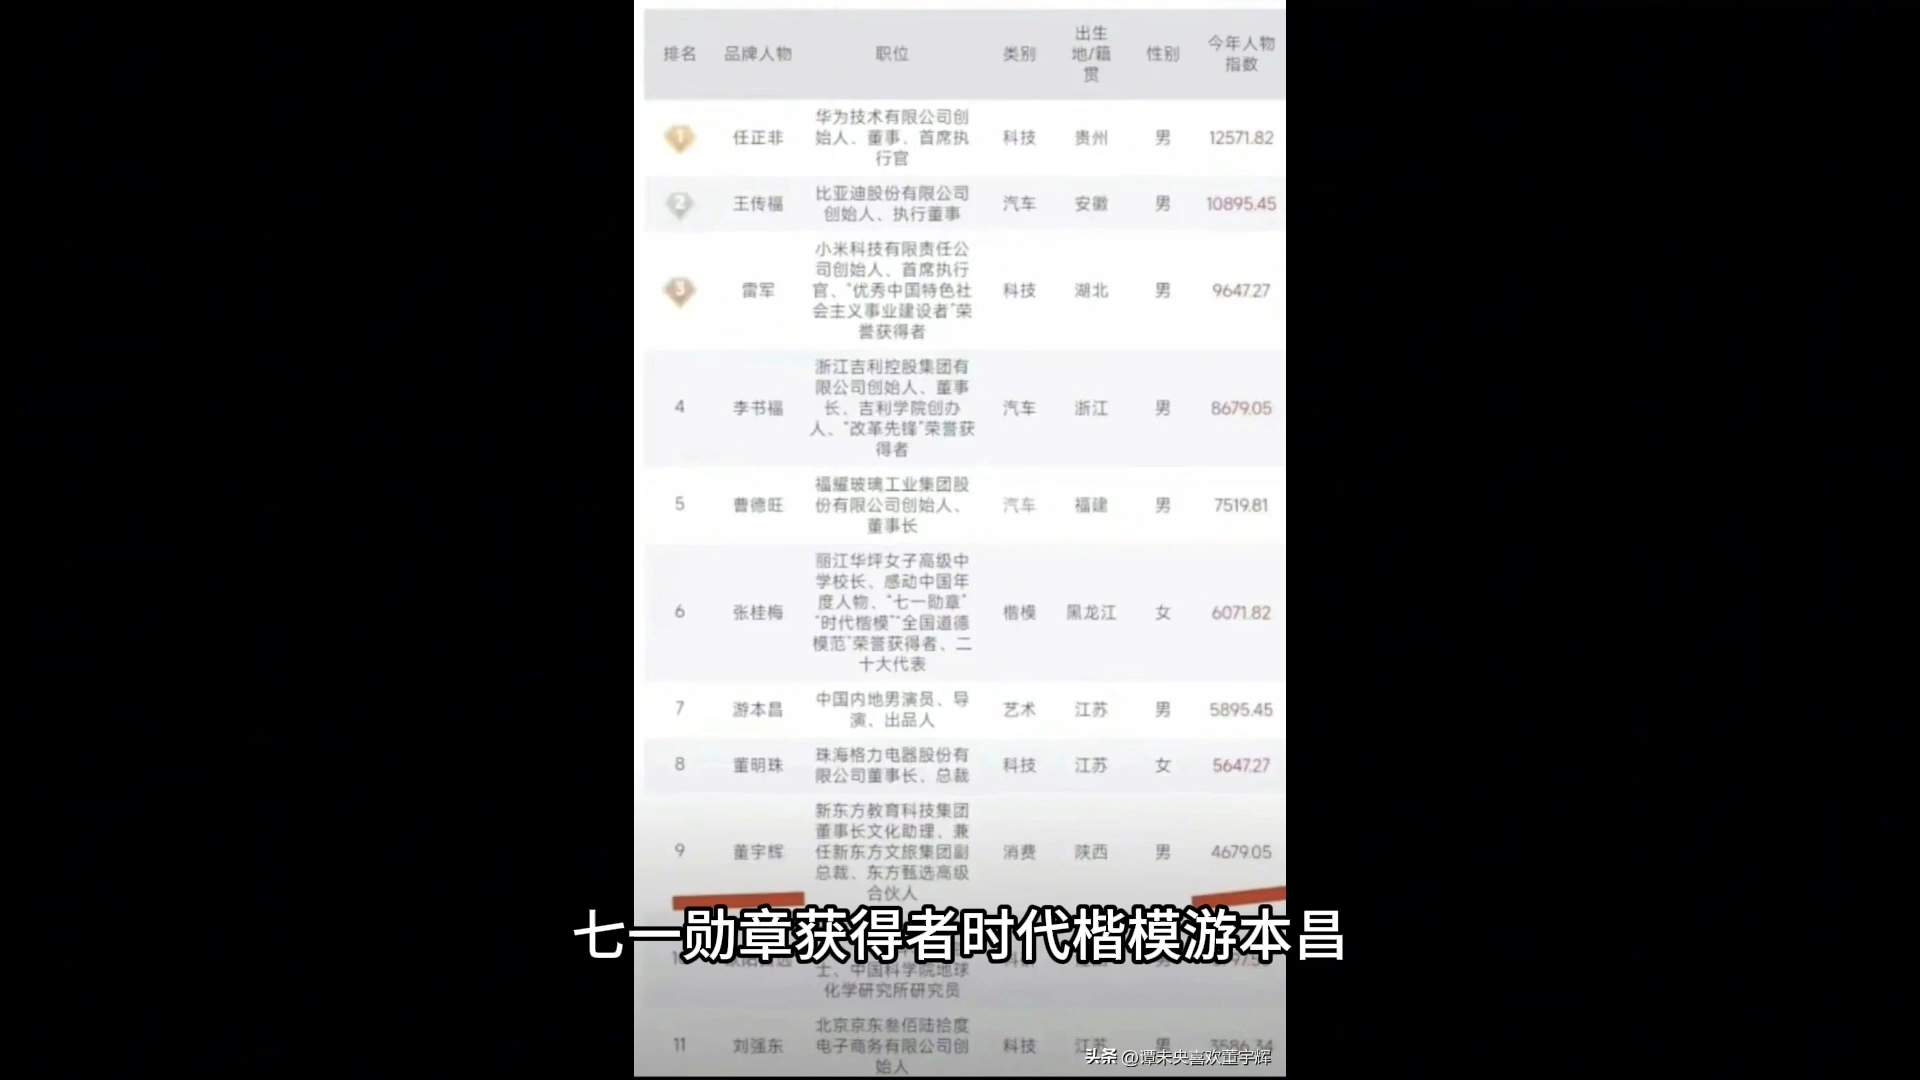 排名 品牌人物 职位 类别 出生地/籍贯 性别 今年人物指数
1 任正非 华为技术有限公司创始人、董事、首席执行官 科技 贵州 男 12571.82
2 王传福 比亚迪股份有限公司创始人、执行董事 汽车 安徽 男 10895.45
3 雷军 小米科技有限责任公司创始人、首席执行官、“优秀中国特色社会主义事业建设者”荣誉获得者 科技 湖北 男 9647.27
4 李书福 浙江吉利控股集团有限公司创始人、董事长、吉利学院创办人、“改革先锋”荣誉获得者 汽车 浙江 男 8679.05
5 曹德旺 福耀玻璃工业集团股份有限公司创始人、董事长 汽车 福建 男 7519.81
6 张桂梅 丽江华坪女子高级中学校长、感动中国年度人物、“七一勋章”“时代楷模”“全国道德模范”荣誉获得者、二十大代表 楷模 黑龙江 女 6071.82
7 游本昌 中国内地男演员、导演、出品人 艺术 江苏 男 5895.45
8 董明珠 珠海格力电器股份有限公司董事长、总裁 科技 江苏 女 5647.27
9 董宇辉 新东方教育科技集团董事长文化助理、兼任新东方文旅集团副总裁、东方甄选高级合伙人 消费 陕西 男 4679.05
七一勋章获得者时代楷模游本昌
士、中国科学院地球化学研究所研究员
11 刘强东 北京京东叁佰陆拾度电子商务有限公司创始人 科技 江苏 男 3586.34
头条 @谭未央喜欢董宇辉